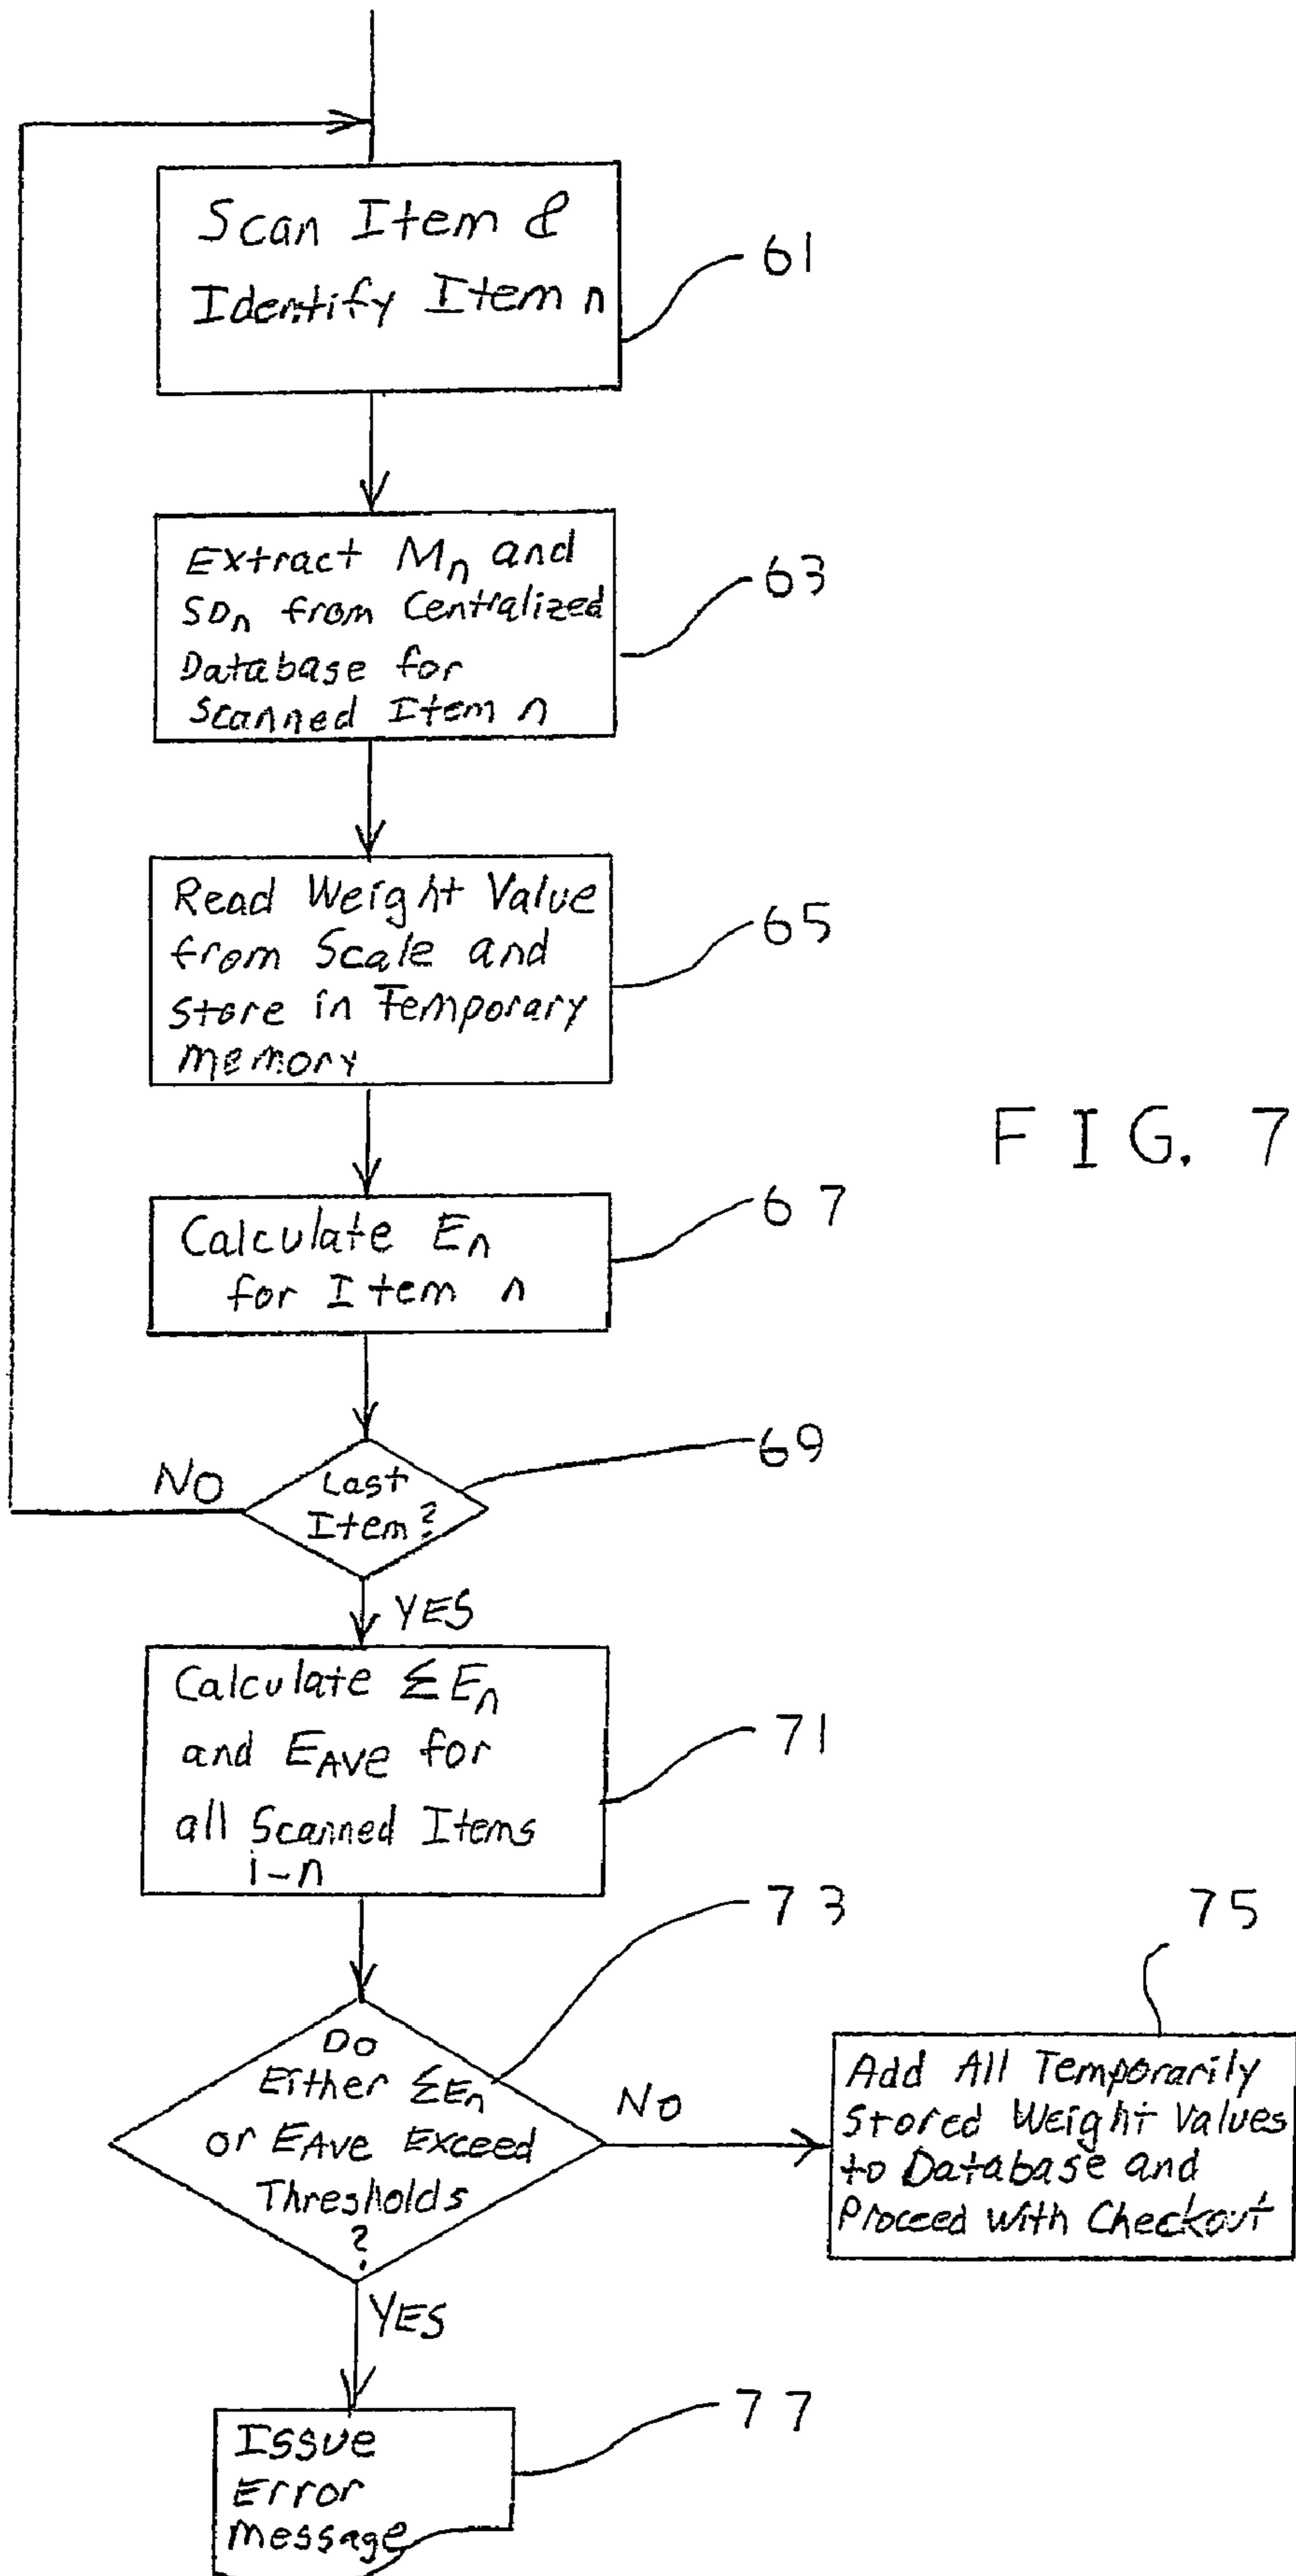 Scan Item &
Identify Item n
61
Extract Mn and
SDn from Centralized
Database for
Scanned Item n
63
Read Weight Value
from Scale and
Store in Temporary
Memory
65
FIG. 7
Calculate En
for Item n
67
Last
Item?
69
NO
YES
Calculate ΣEn
and EAVE for
all Scanned Items
1-n
71
Do
Either ΣEn
or EAVE Exceed
Thresholds
?
73
NO
75
Add All Temporarily
Stored Weight Values
to Database and
Proceed with Checkout
YES
Issue
Error
Message
77